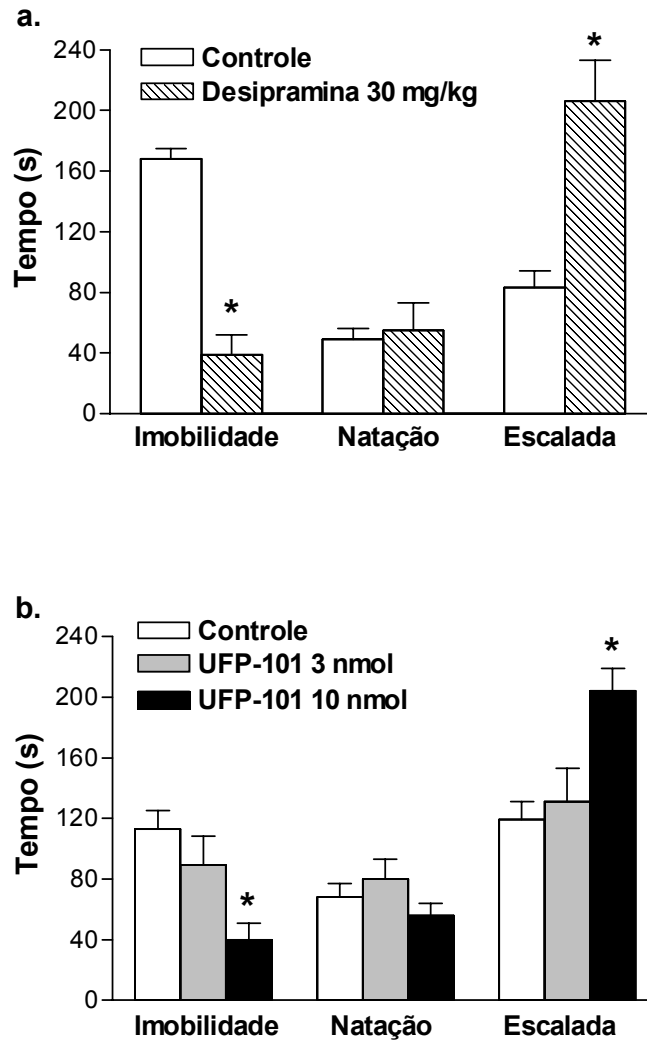 a.
240
200
160
120
80
40
0
Tempo (s)
Controle
Desipramina 30 mg/kg
*
*
Imobilidade Natação Escalada
b.
240
200
160
120
80
40
0
Tempo (s)
Controle
UFP-101 3 nmol
UFP-101 10 nmol
*
*
Imobilidade Natação Escalada